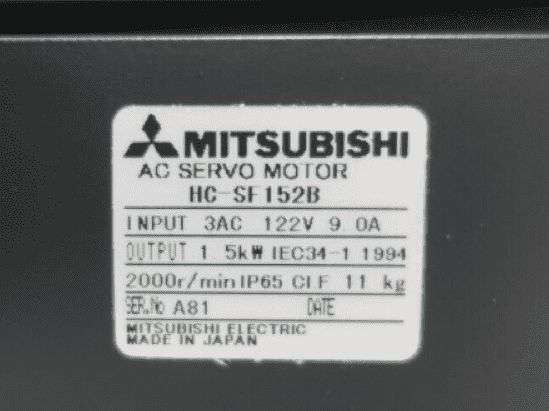 MITSUBISHI
AC SERVO MOTOR
HC-SF152B
INPUT 3AC 122V 9.0A
OUTPUT 1.5kW IEC34-1 1994
2000r/min IP65 CI.F 11 kg
SER.No A81 DATE
MITSUBISHI ELECTRIC
MADE IN JAPAN